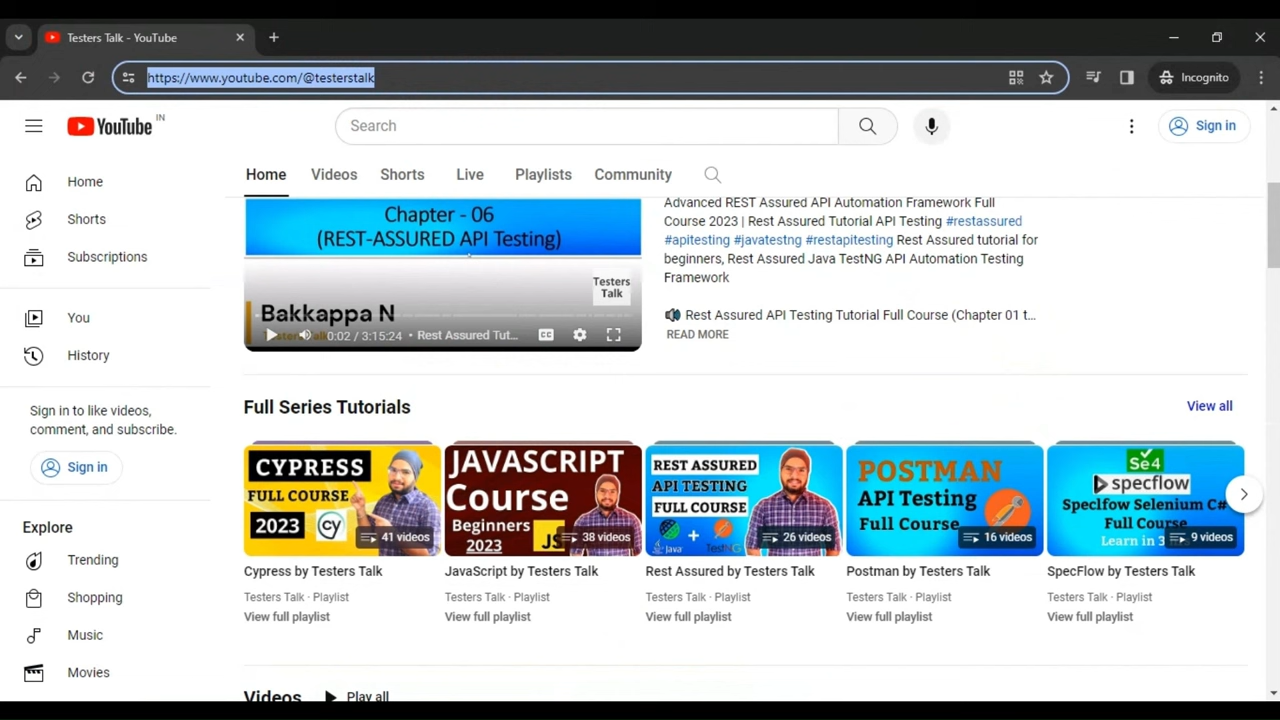 Testers Talk - YouTube
https://www.youtube.com/@testerstalk
Incognito
YouTube IN
Search
Sign in
Home
Videos
Shorts
Live
Playlists
Community
Home
Shorts
Subscriptions
You
History
Sign in to like videos,
comment, and subscribe.
Sign in
Explore
Trending
Shopping
Music
Movies
Chapter - 06
(REST-ASSURED API Testing)
Testers
Talk
Bakkappa N
0:02 / 3:15:24 • Rest Assured Tut...
CC
Advanced REST Assured API Automation Framework Full
Course 2023 | Rest Assured Tutorial API Testing #restassured
#apitesting #javatestng #restapitesting Rest Assured tutorial for
beginners, Rest Assured Java TestNG API Automation Testing
Framework
Rest Assured API Testing Tutorial Full Course (Chapter 01 t...
READ MORE
Full Series Tutorials
View all
CYPRESS
FULL COURSE
2023
cy
41 videos
Cypress by Testers Talk
Testers Talk · Playlist
View full playlist
JAVASCRIPT
Course
Beginners
2023
JS
38 videos
JavaScript by Testers Talk
Testers Talk · Playlist
View full playlist
REST ASSURED
API TESTING
FULL COURSE
+
Java
26 videos
Rest Assured by Testers Talk
Testers Talk · Playlist
View full playlist
POSTMAN
API Testing
Full Course
16 videos
Postman by Testers Talk
Testers Talk · Playlist
View full playlist
Se4
specflow
Speclfow Selenium C#
Full Course
Learn in 3
9 videos
SpecFlow by Testers Talk
Testers Talk · Playlist
View full playlist
Videos
Play all